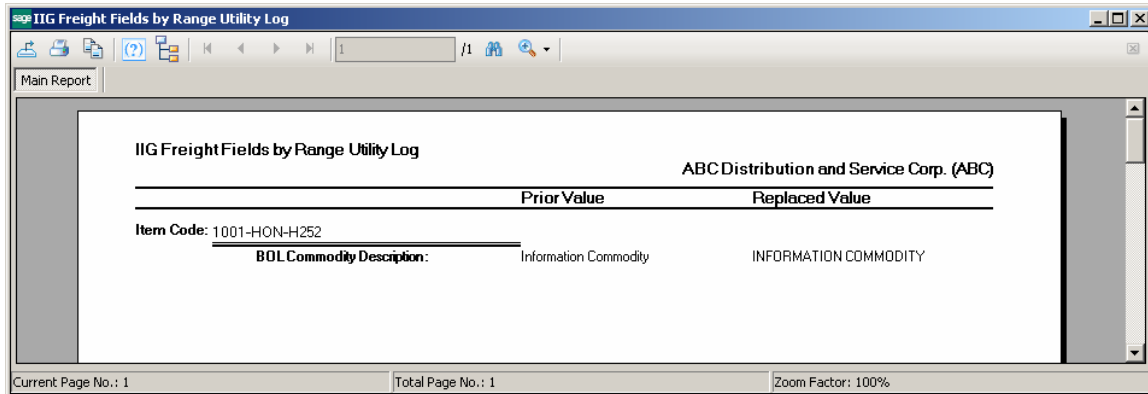 sage IIG Freight Fields by Range Utility Log
1 /1
Main Report
IIG Freight Fields by Range Utility Log
ABC Distribution and Service Corp. (ABC)
Prior Value Replaced Value
Item Code: 1001-HON-H252
BOL Commodity Description: Information Commodity INFORMATION COMMODITY
Current Page No.: 1 Total Page No.: 1 Zoom Factor: 100%